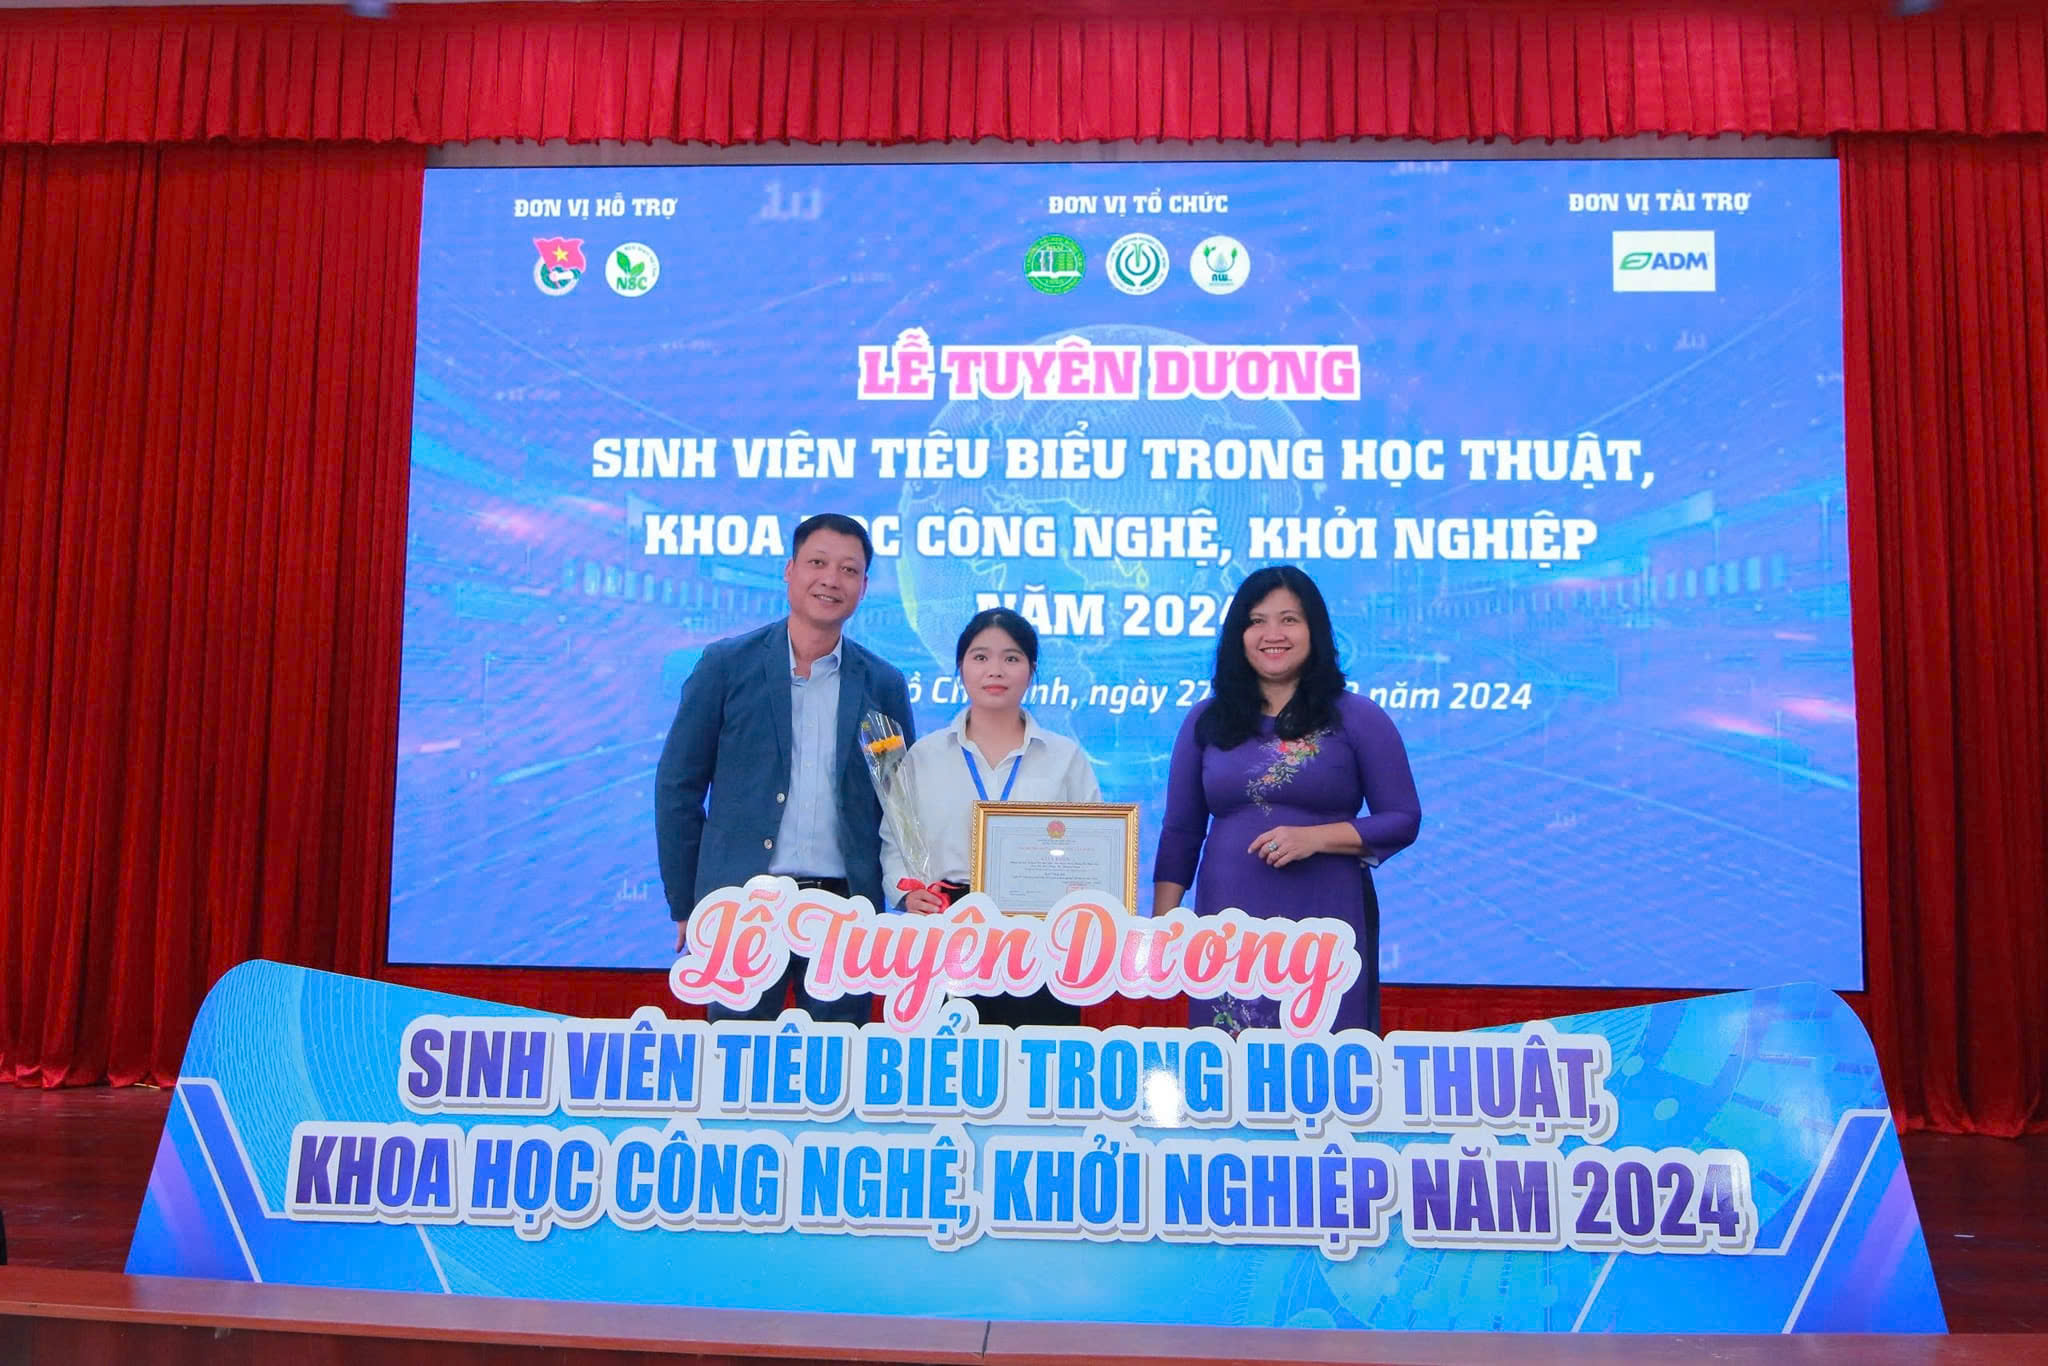 ĐƠN VỊ HỖ TRỢ
ĐƠN VỊ TỔ CHỨC
ĐƠN VỊ TÀI TRỢ
NSC
ADM
LỄ TUYÊN DƯƠNG
SINH VIÊN TIÊU BIỂU TRONG HỌC THUẬT,
KHOA HỌC CÔNG NGHỆ, KHỞI NGHIỆP
NĂM 2024
ngày 27 năm 2024
Lễ Tuyên Dương
SINH VIÊN TIÊU BIỂU TRONG HỌC THUẬT,
KHOA HỌC CÔNG NGHỆ, KHỞI NGHIỆP NĂM 2024